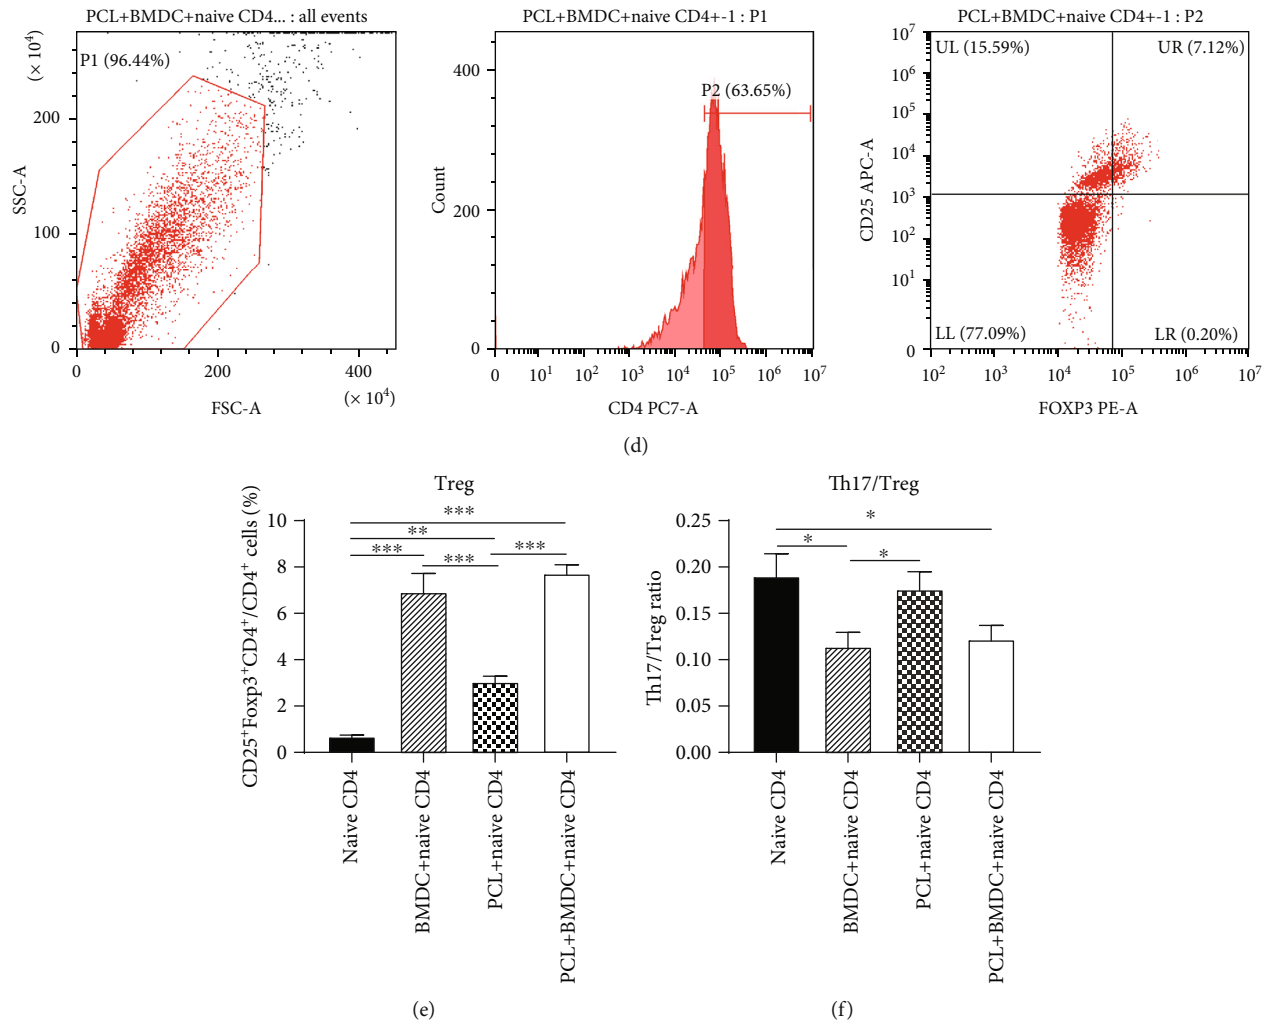 PCL+BMDC+naive CD4... : all events
P1 (96.44%)
SSC-A
(× 10⁴)
200
100
0
0
200
400
(× 10⁴)
FSC-A
PCL+BMDC+naive CD4+-1 : P1
P2 (63.65%)
Count
400
200
0
0 10¹ 10² 10³ 10⁴ 10⁵ 10⁶ 10⁷
CD4 PC7-A
PCL+BMDC+naive CD4+-1 : P2
UL (15.59%)
UR (7.12%)
LL (77.09%)
LR (0.20%)
CD25 APC-A
10⁷
10⁶
10⁵
10⁴
10³
10²
10¹
0
10² 10³ 10⁴ 10⁵ 10⁶ 10⁷
FOXP3 PE-A
(d)
Treg
CD25⁺Foxp3⁺CD4⁺/CD4⁺ cells (%)
10
8
6
4
2
0
***
**
***
***
***
Naive CD4
BMDC+naive CD4
PCL+naive CD4
PCL+BMDC+naive CD4
(e)
Th17/Treg
Th17/Treg ratio
0.25
0.20
0.15
0.10
0.05
0.00
*
*
*
Naive CD4
BMDC+naive CD4
PCL+naive CD4
PCL+BMDC+naive CD4
(f)